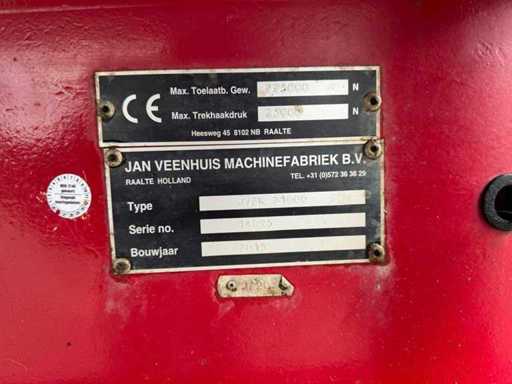 CE
Max. Toelaatb. Gew. N
Max. Trekhaakdruk N
Heesweg 45 8102 NB RAALTE
JAN VEENHUIS MACHINEFABRIEK B.V.
RAALTE HOLLAND TEL. +31 (0)572 36 36 29
Type
Serie no.
Bouwjaar